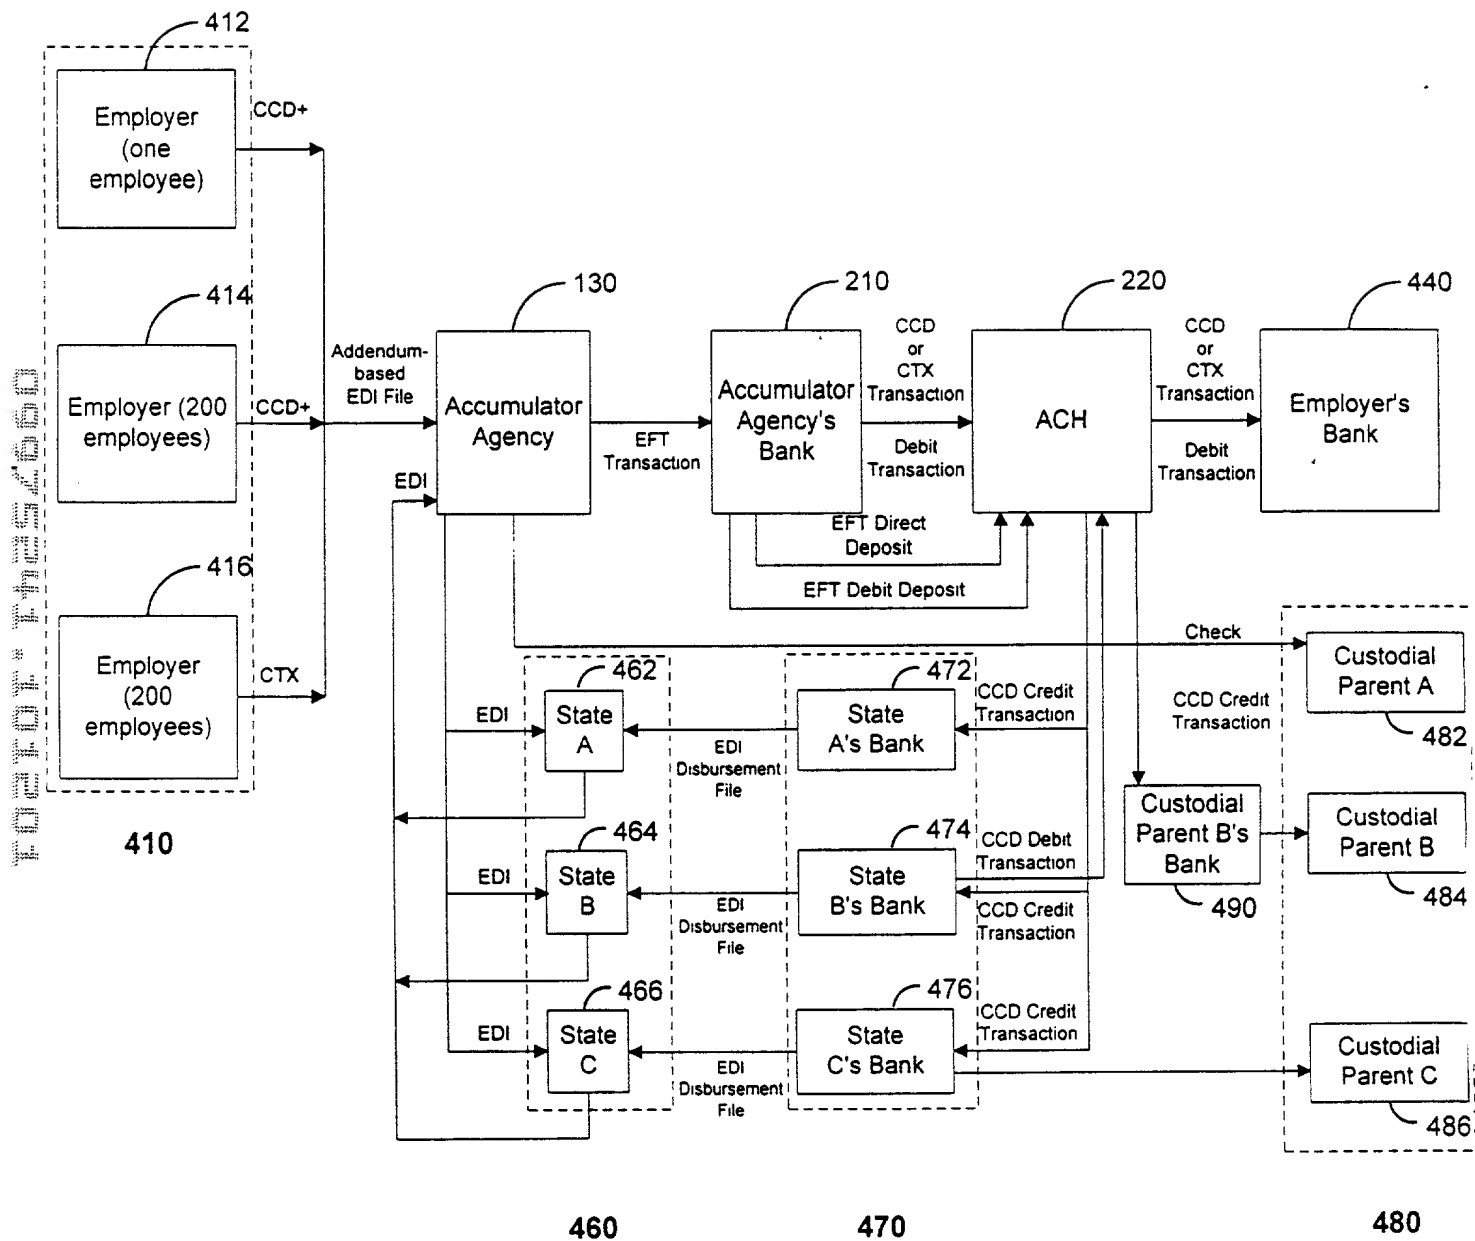 412
Employer
(one
employee)
CCD+
414
Employer (200
employees)
CCD+
416
Employer
(200
employees)
CTX
410
Addendum-
based
EDI File
130
Accumulator
Agency
EDI
EFT
Transaction
210
Accumulator
Agency's
Bank
CCD
or
CTX
Transaction
Debit
Transaction
220
ACH
CCD
or
CTX
Transaction
Debit
Transaction
440
Employer's
Bank
EFT Direct
Deposit
EFT Debit Deposit
Check
462
State
A
EDI
EDI
Disbursement
File
472
State
A's Bank
CCD Credit
Transaction
CCD Credit
Transaction
Custodial
Parent A
482
464
State
B
EDI
EDI
Disbursement
File
474
State
B's Bank
CCD Debit
Transaction
CCD Credit
Transaction
Custodial
Parent B's
Bank
490
Custodial
Parent B
484
466
State
C
EDI
EDI
Disbursement
File
476
State
C's Bank
CCD Credit
Transaction
Custodial
Parent C
486
460
470
480